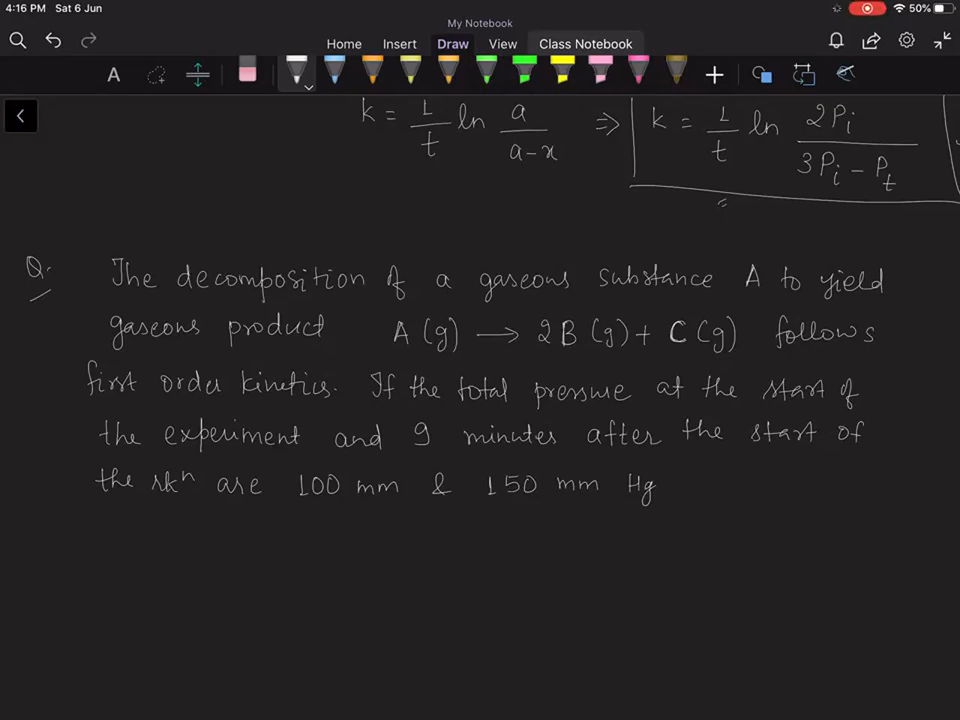 4:16 PM Sat 6 Jun
50%
My Notebook
Home Insert Draw View Class Notebook
A
k = 1/t ln a/a-x ⇒ k = 1/t ln 2Pi/3Pi - Pt
Q. The decomposition of a gaseous substance A to yield
gaseous product A (g) → 2B (g) + C (g) follows
first order kinetics. If the total pressure at the start of
the experiment and 9 minutes after the start of
the rxⁿ are 100 mm & 150 mm Hg